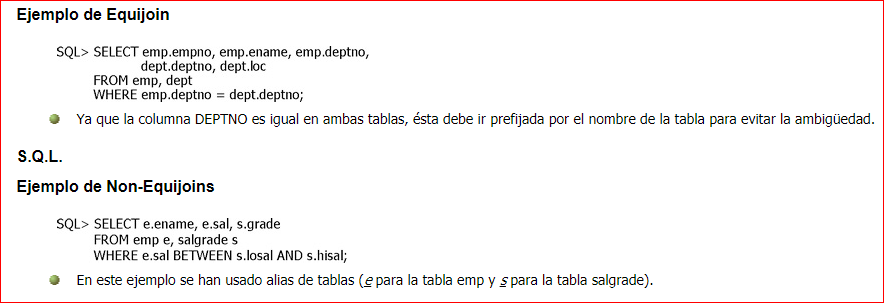 Ejemplo de Equijoin
SQL> SELECT emp.empno, emp.ename, emp.deptno,
dept.deptno, dept.loc
FROM emp, dept
WHERE emp.deptno = dept.deptno;
Ya que la columna DEPTNO es igual en ambas tablas, ésta debe ir prefijada por el nombre de la tabla para evitar la ambigüedad.
S.Q.L.
Ejemplo de Non-Equijoins
SQL> SELECT e.ename, e.sal, s.grade
FROM emp e, salgrade s
WHERE e.sal BETWEEN s.losal AND s.hisal;
En este ejemplo se han usado alias de tablas (e para la tabla emp y s para la tabla salgrade).